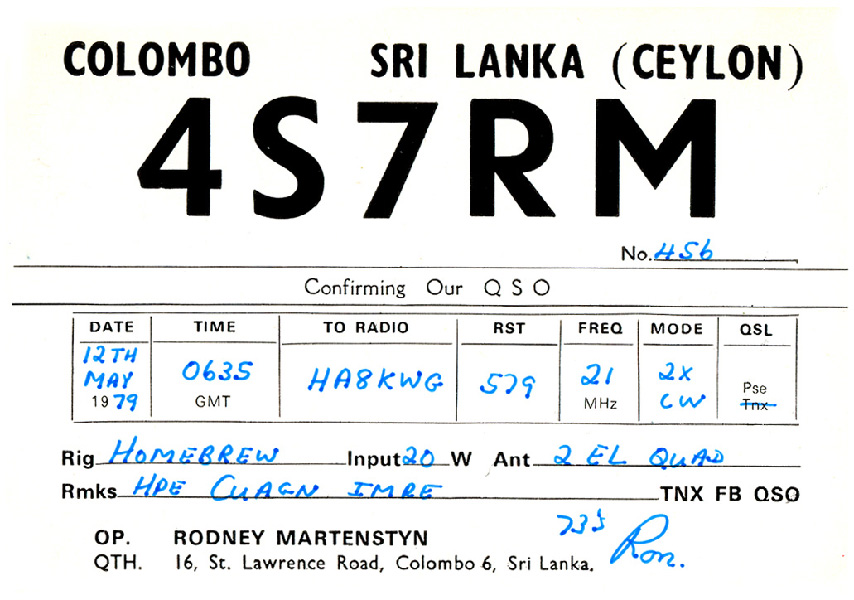 COLOMBO SRI LANKA (CEYLON)
4S7RM
No. 456
Confirming Our QSO
DATE TIME TO RADIO RST FREQ MODE QSL
12TH MAY 1979 0635 GMT HA8KWG 579 21 MHz 2X CW Pse Tnx
Rig HOMEBREW Input 20 W Ant 2 EL QUAD
Rmks HPE CUAGN IMRE TNX FB QSO
73's Ron.
OP. RODNEY MARTENSTYN
QTH. 16, St. Lawrence Road, Colombo 6, Sri Lanka.